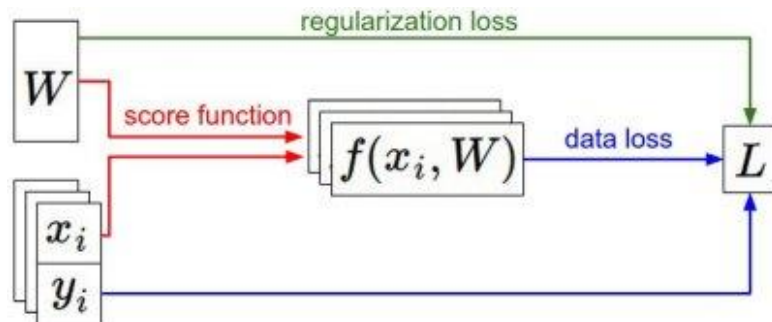 regularization loss
W
score function
f(x_i, W)
data loss
L
x_i
y_i